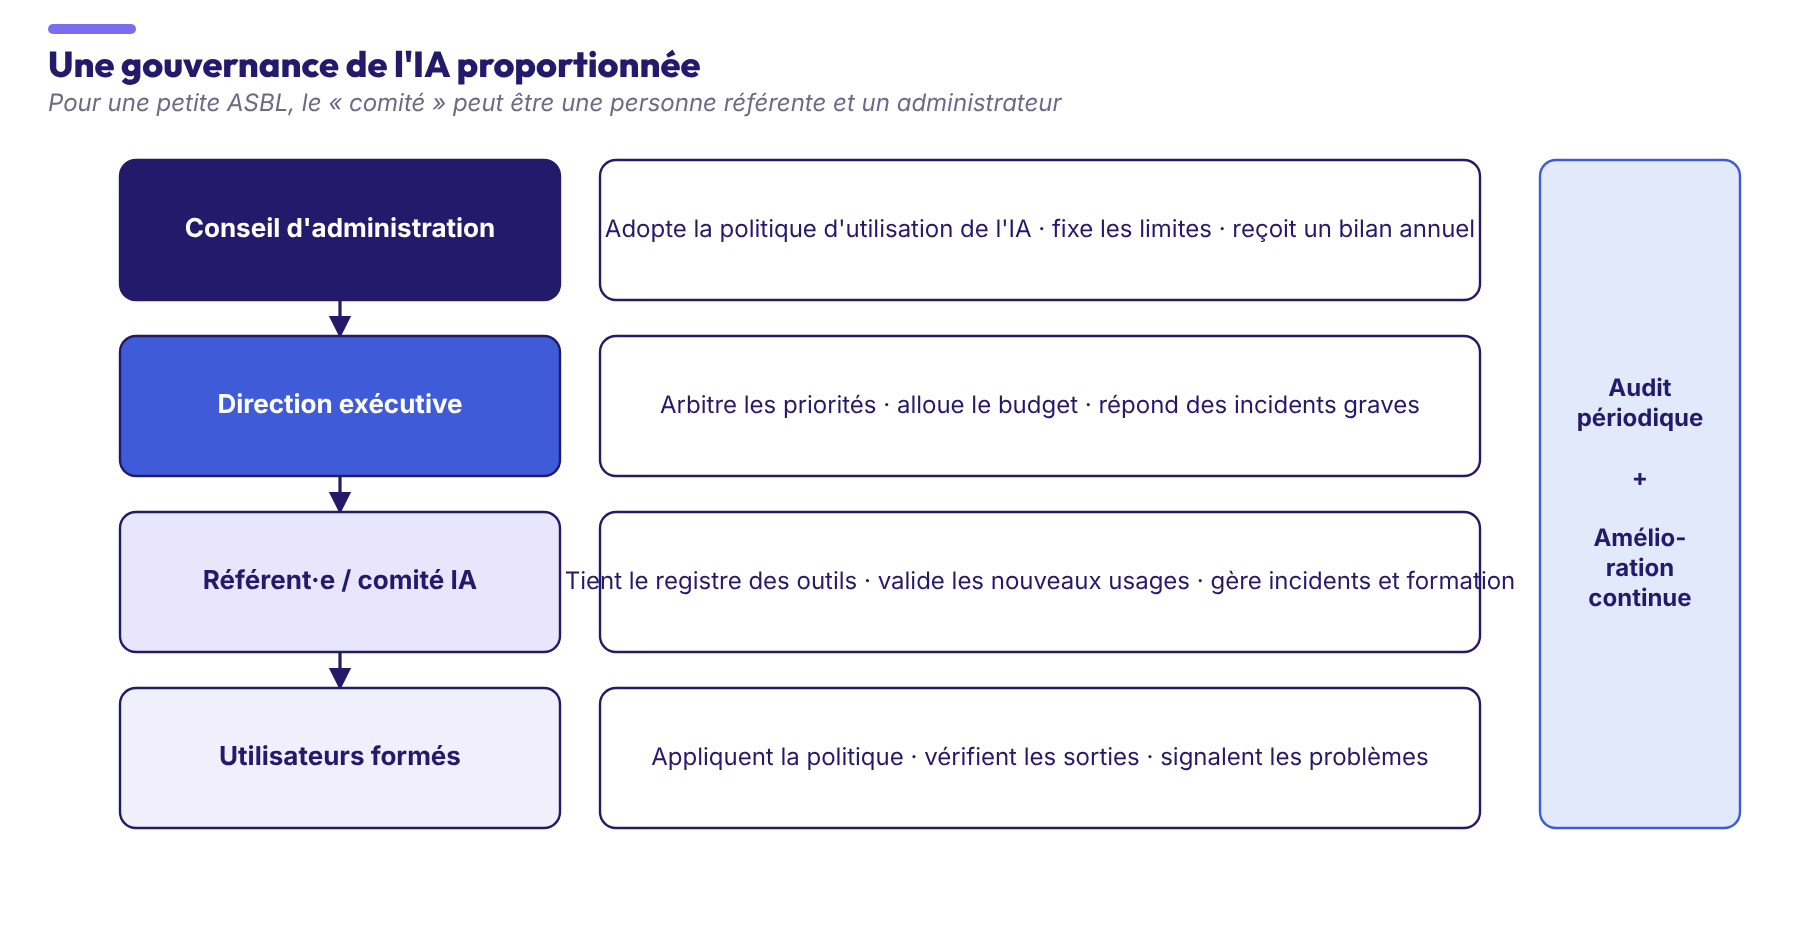 Une gouvernance de l'IA proportionnée
Pour une petite ASBL, le « comité » peut être une personne référente et un administrateur
Conseil d'administration
Adopte la politique d'utilisation de l'IA · fixe les limites · reçoit un bilan annuel
Direction exécutive
Arbitre les priorités · alloue le budget · répond des incidents graves
Référent·e / comité IA
Tient le registre des outils · valide les nouveaux usages · gère incidents et formation
Utilisateurs formés
Appliquent la politique · vérifient les sorties · signalent les problèmes
Audit
périodique
+
Amélio-
ration
continue